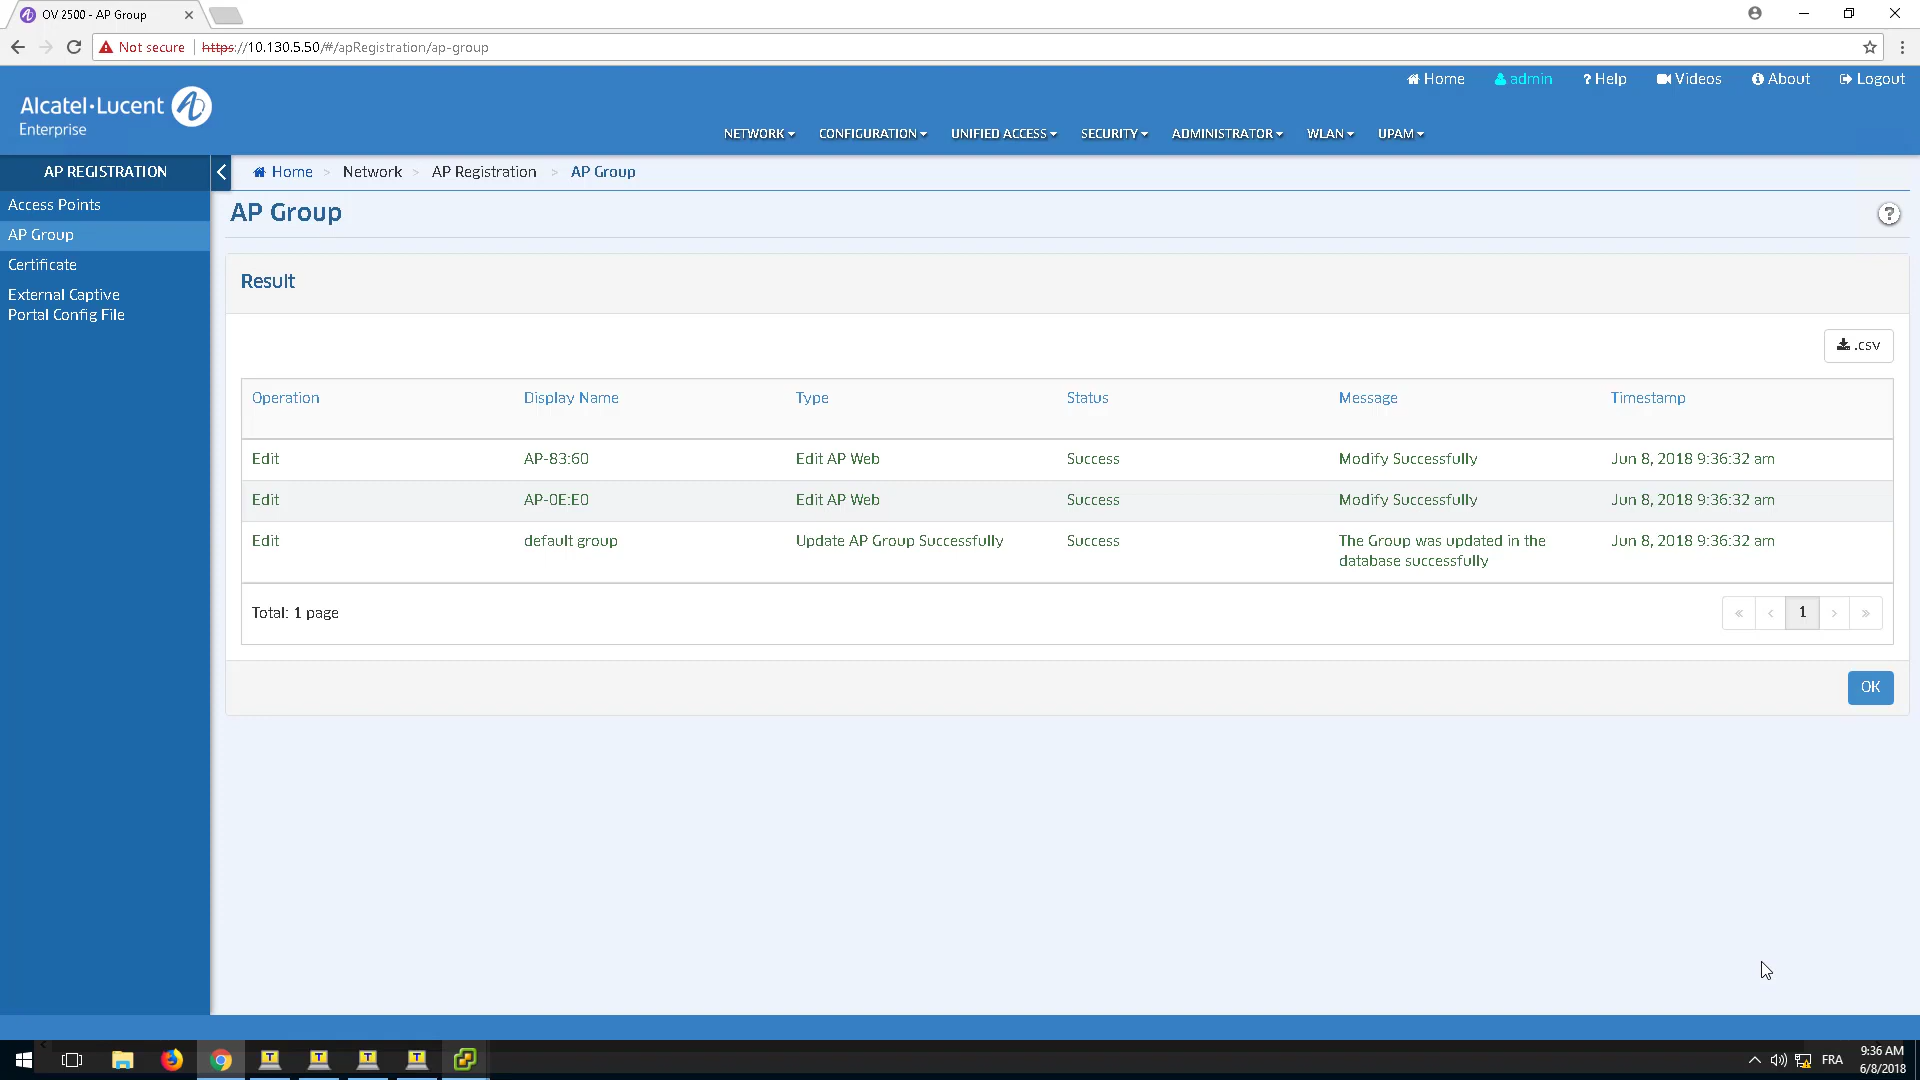 OV 2500 - AP Group
Not secure https://10.130.5.50/#/apRegistration/ap-group
Home admin ? Help Videos About Logout
Alcatel·Lucent
Enterprise
NETWORK CONFIGURATION UNIFIED ACCESS SECURITY ADMINISTRATOR WLAN UPAM
AP REGISTRATION
Access Points
AP Group
Certificate
External Captive
Portal Config File
Home > Network > AP Registration > AP Group
AP Group
?
Result
.csv
Operation Display Name Type Status Message Timestamp
Edit AP-83:60 Edit AP Web Success Modify Successfully Jun 8, 2018 9:36:32 am
Edit AP-0E:E0 Edit AP Web Success Modify Successfully Jun 8, 2018 9:36:32 am
Edit default group Update AP Group Successfully Success The Group was updated in the Jun 8, 2018 9:36:32 am
database successfully
Total: 1 page « ‹ 1 › »
OK
T T T T
FRA
9:36 AM
6/8/2018